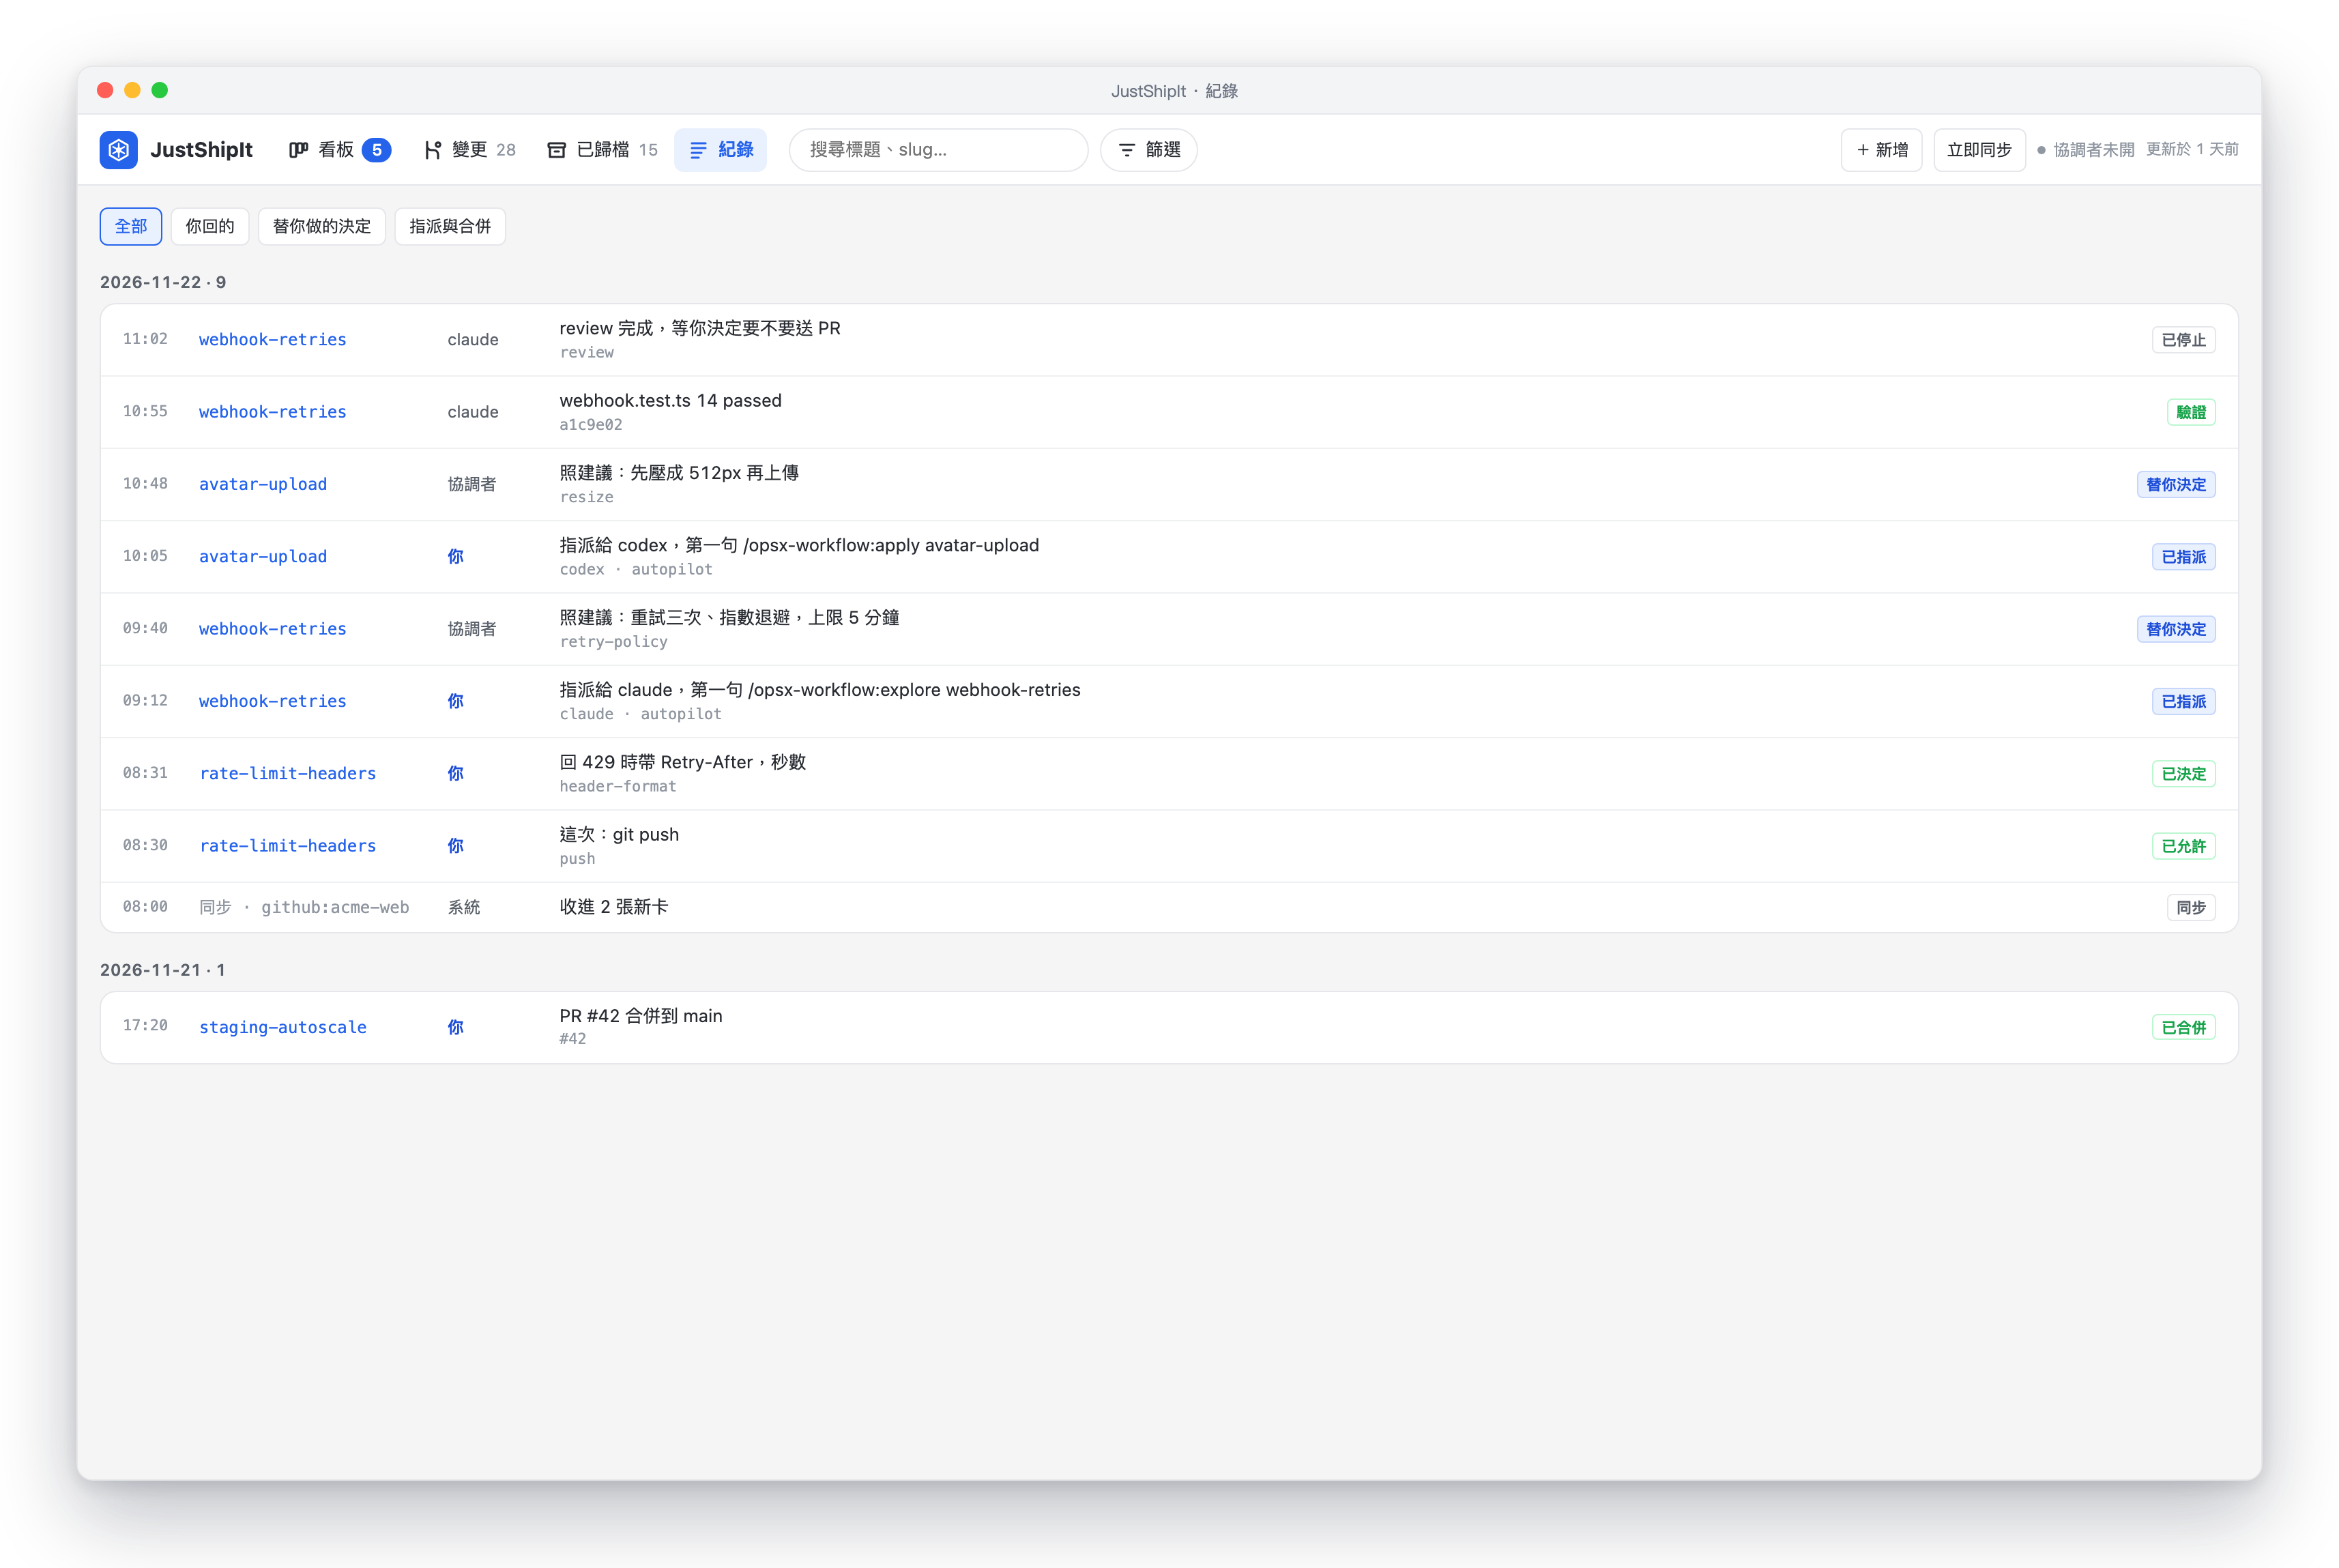 JustShipIt · 紀錄
JustShipIt 看板 5 變更 28 已歸檔 15 紀錄 搜尋標題、slug... 篩選 + 新增 立即同步 協調者未開 更新於 1 天前
全部 你回的 替你做的決定 指派與合併
2026-11-22 · 9
11:02 webhook-retries claude review 完成，等你決定要不要送 PR 已停止
review
10:55 webhook-retries claude webhook.test.ts 14 passed 驗證
a1c9e02
10:48 avatar-upload 協調者 照建議：先壓成 512px 再上傳 替你決定
resize
10:05 avatar-upload 你 指派給 codex，第一句 /opsx-workflow:apply avatar-upload 已指派
codex · autopilot
09:40 webhook-retries 協調者 照建議：重試三次、指數退避，上限 5 分鐘 替你決定
retry-policy
09:12 webhook-retries 你 指派給 claude，第一句 /opsx-workflow:explore webhook-retries 已指派
claude · autopilot
08:31 rate-limit-headers 你 回 429 時帶 Retry-After，秒數 已決定
header-format
08:30 rate-limit-headers 你 這次：git push 已允許
push
08:00 同步 · github:acme-web 系統 收進 2 張新卡 同步
2026-11-21 · 1
17:20 staging-autoscale 你 PR #42 合併到 main 已合併
#42